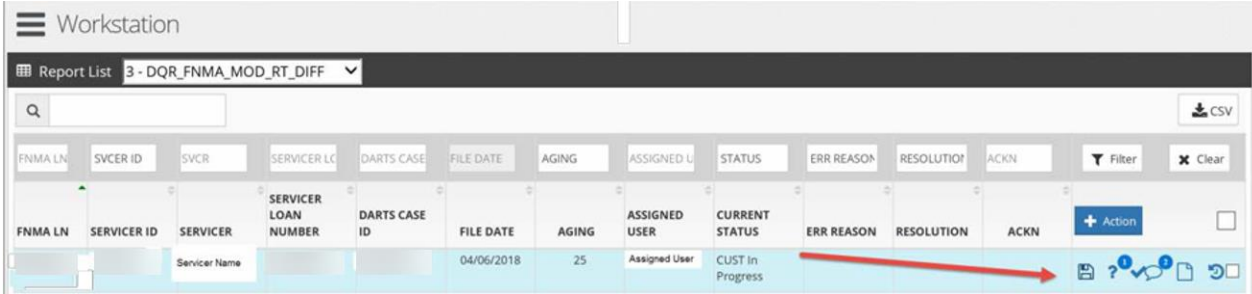 Workstation
Report List 3 - DQR_FNMA_MOD_RT_DIFF
CSV
FNMA LN SVCER ID SVCR SERVICER LC DARTS CASE FILE DATE AGING ASSIGNED U STATUS ERR REASON RESOLUTION ACKN Filter Clear
FNMA LN SERVICER ID SERVICER SERVICER LOAN NUMBER DARTS CASE ID FILE DATE AGING ASSIGNED USER CURRENT STATUS ERR REASON RESOLUTION ACKN Action
Servicer Name 04/06/2018 25 Assigned User CUST In Progress ? 1